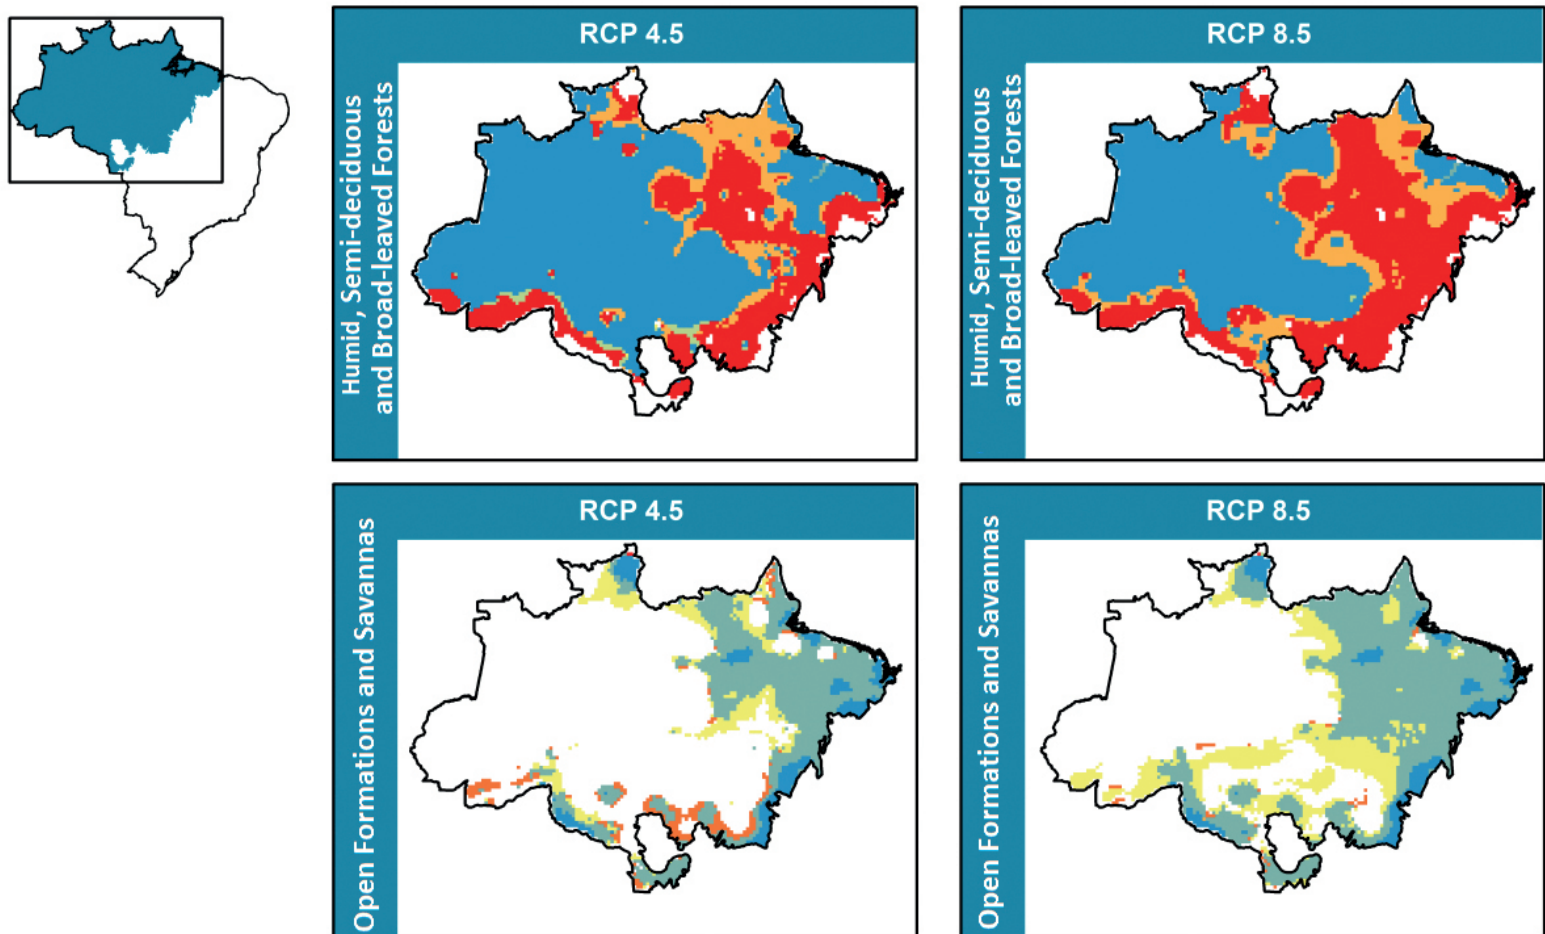 RCP 4.5
Humid, Semi-deciduous
and Broad-leaved Forests
RCP 8.5
Humid, Semi-deciduous
and Broad-leaved Forests
RCP 4.5
Open Formations and Savannas
RCP 8.5
Open Formations and Savannas